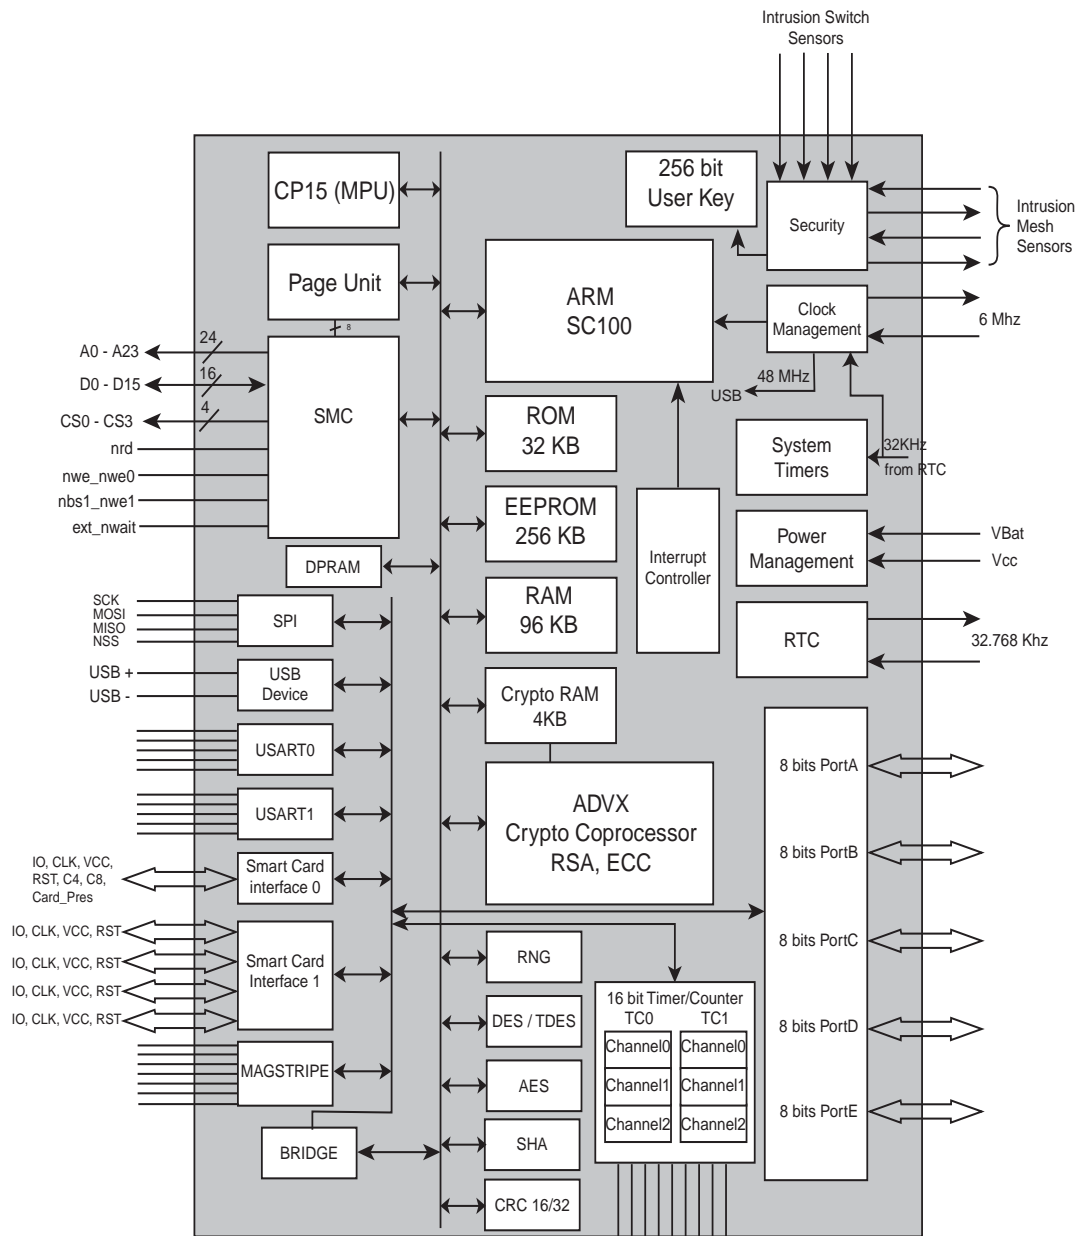 Intrusion Switch
Sensors
CP15 (MPU)
256 bit
User Key
Security
Intrusion
Mesh
Sensors
Page Unit
8
ARM
SC100
Clock
Management
6 Mhz
48 MHz
USB
A0 - A23
24
D0 - D15
16
CS0 - CS3
4
nrd
nwe_nwe0
nbs1_nwe1
ext_nwait
SMC
ROM
32 KB
System
Timers
32KHz
from RTC
EEPROM
256 KB
Interrupt
Controller
Power
Management
VBat
Vcc
DPRAM
RAM
96 KB
RTC
32.768 Khz
SCK
MOSI
MISO
NSS
SPI
USB +
USB -
USB
Device
Crypto RAM
4KB
USART0
USART1
ADVX
Crypto Coprocessor
RSA, ECC
8 bits PortA
8 bits PortB
8 bits PortC
8 bits PortD
8 bits PortE
IO, CLK, VCC,
RST, C4, C8,
Card_Pres
Smart Card
interface 0
IO, CLK, VCC, RST
IO, CLK, VCC, RST
IO, CLK, VCC, RST
IO, CLK, VCC, RST
Smart Card
Interface 1
RNG
DES / TDES
AES
SHA
CRC 16/32
16 bit Timer/Counter
TC0 TC1
Channel0 Channel0
Channel1 Channel1
Channel2 Channel2
MAGSTRIPE
BRIDGE